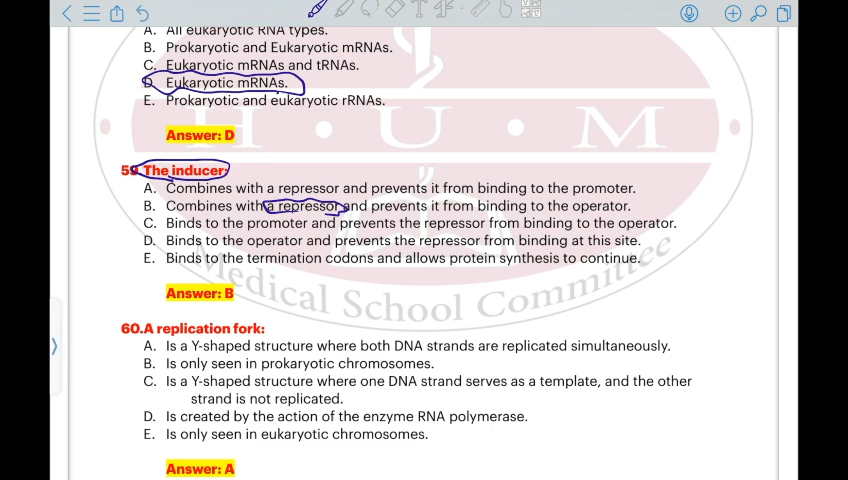 A. All eukaryotic RNA types.
B. Prokaryotic and Eukaryotic mRNAs.
C. Eukaryotic mRNAs and tRNAs.
D. Eukaryotic mRNAs.
E. Prokaryotic and eukaryotic rRNAs.
Answer: D
59. The inducer:
A. Combines with a repressor and prevents it from binding to the promoter.
B. Combines with a repressor and prevents it from binding to the operator.
C. Binds to the promoter and prevents the repressor from binding to the operator.
D. Binds to the operator and prevents the repressor from binding at this site.
E. Binds to the termination codons and allows protein synthesis to continue.
Answer: B
60.A replication fork:
A. Is a Y-shaped structure where both DNA strands are replicated simultaneously.
B. Is only seen in prokaryotic chromosomes.
C. Is a Y-shaped structure where one DNA strand serves as a template, and the other
strand is not replicated.
D. Is created by the action of the enzyme RNA polymerase.
E. Is only seen in eukaryotic chromosomes.
Answer: A
H • U • M
Medical School Committee